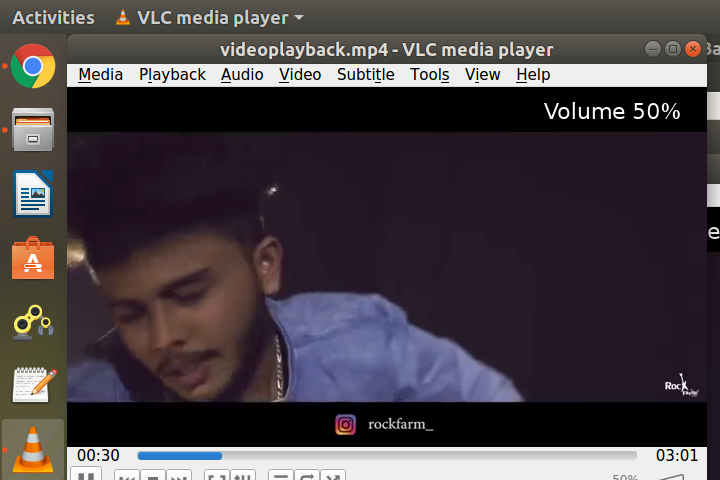 Activities VLC media player
videoplayback.mp4 - VLC media player
Media Playback Audio Video Subtitle Tools View Help
Volume 50%
Rock
rockfarm_
00:30 03:01
50%